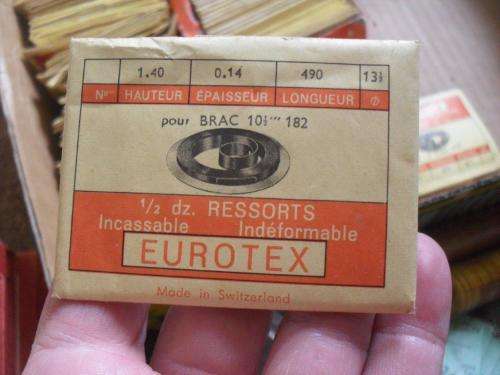 1.40 0.14 490 13½
Nº HAUTEUR ÉPAISSEUR LONGUEUR Ø
pour BRAC 10½''' 182
½ dz. RESSORTS
Incassable Indéformable
EUROTEX
Made in Switzerland